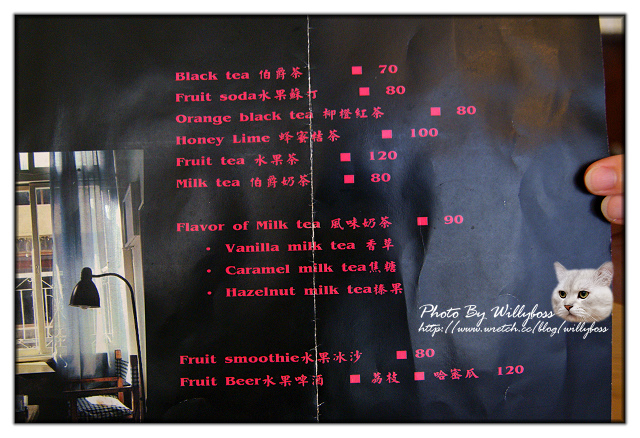 Black tea 伯爵茶 ■ 70
Fruit soda水果蘇打 ■ 80
Orange black tea 柳橙紅茶 ■ 80
Honey Lime 蜂蜜桔茶 ■ 100
Fruit tea 水果茶 ■ 120
Milk tea 伯爵奶茶 ■ 80
Flavor of Milk tea 風味奶茶 ■ 90
• Vanilla milk tea 香草
• Caramel milk tea焦糖
• Hazelnut milk tea榛果
Photo By Willyboss
http://www.wretch.cc/blog/willyboss
Fruit smoothie水果冰沙 ■ 80
Fruit Beer水果啤酒 ■ 荔枝 ■ 哈密瓜 120